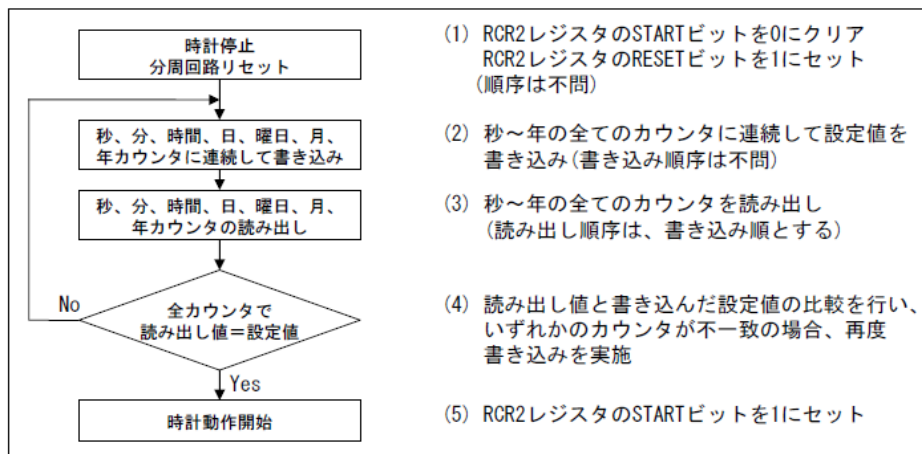 時計停止
分周回路リセット
(1) RCR2レジスタのSTARTビットを0にクリア
RCR2レジスタのRESETビットを1にセット
(順序は不問)
秒、分、時間、日、曜日、月、
年カウンタに連続して書き込み
(2) 秒～年の全てのカウンタに連続して設定値を
書き込み(書き込み順序は不問)
秒、分、時間、日、曜日、月、
年カウンタの読み出し
(3) 秒～年の全てのカウンタを読み出し
(読み出し順序は、書き込み順とする)
No
全カウンタで
読み出し値＝設定値
(4) 読み出し値と書き込んだ設定値の比較を行い、
いずれかのカウンタが不一致の場合、再度
書き込みを実施
Yes
時計動作開始
(5) RCR2レジスタのSTARTビットを1にセット